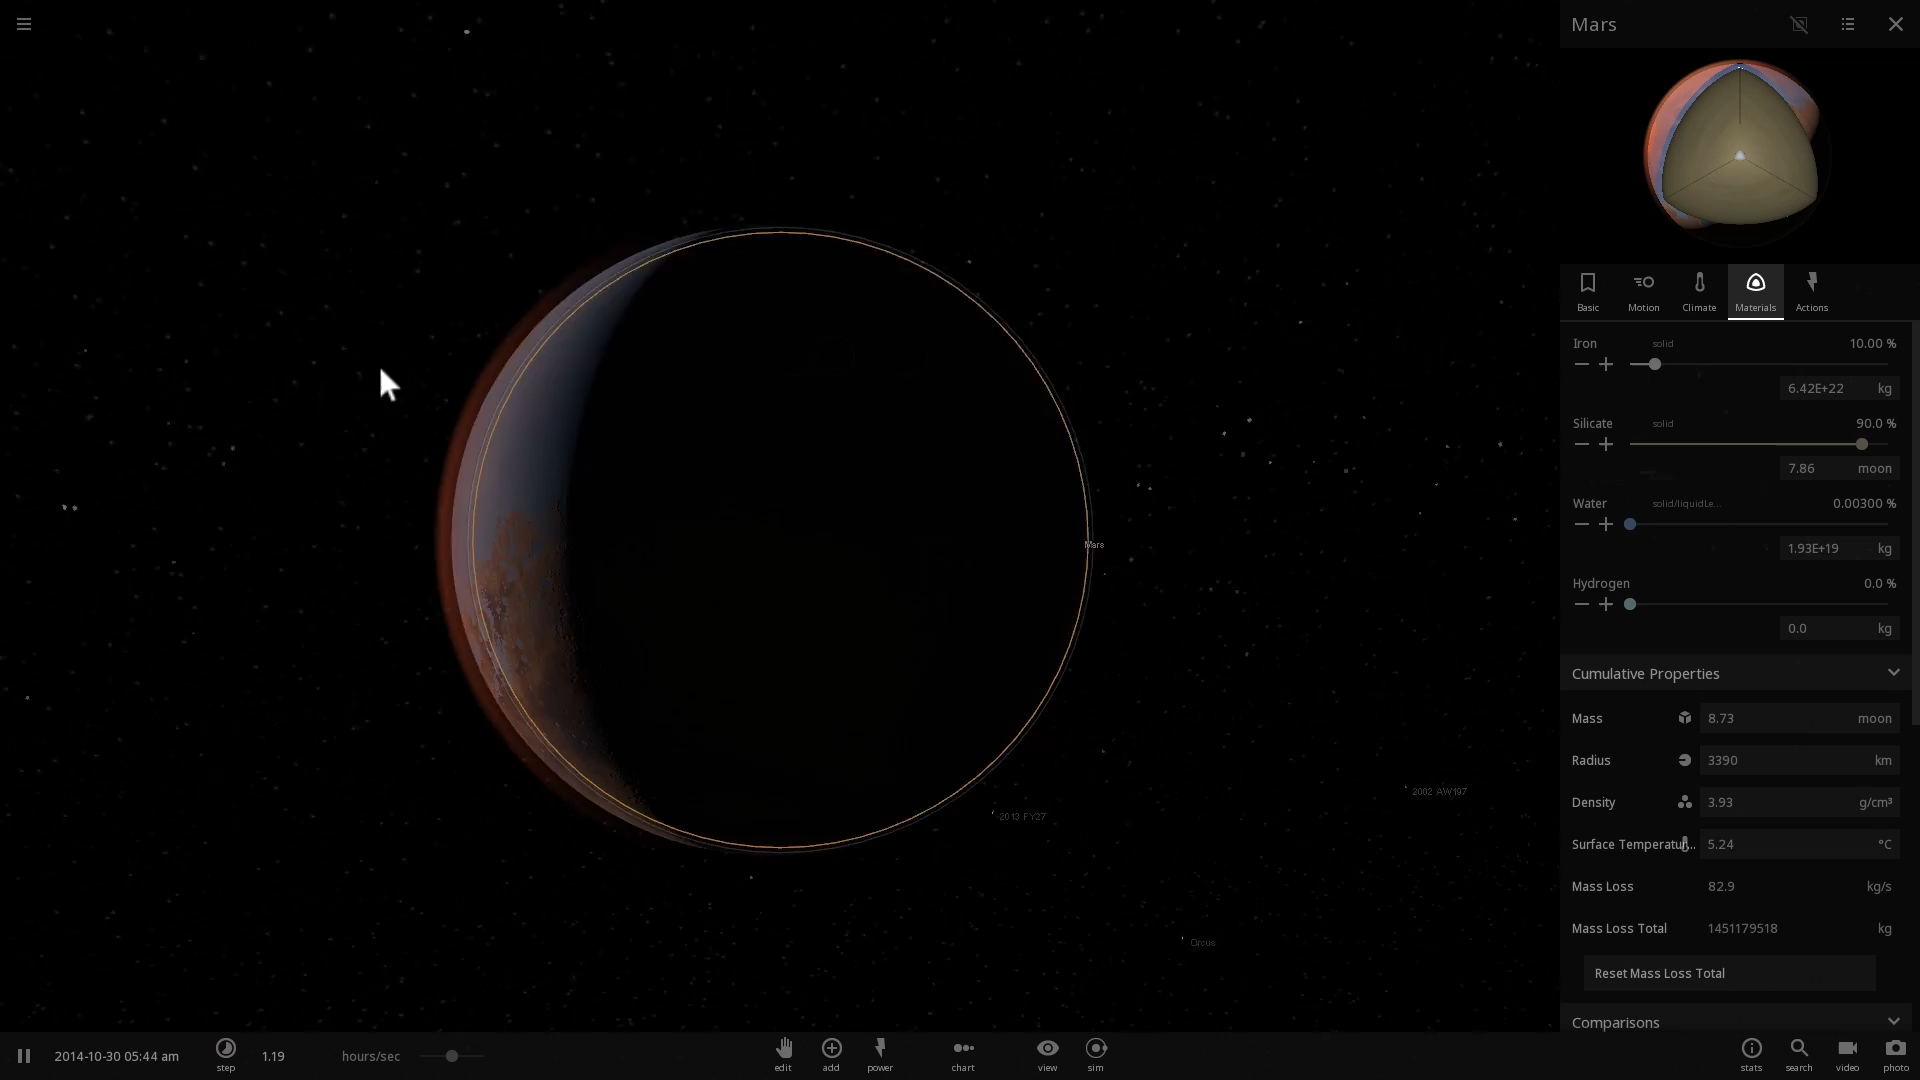 Mars
Basic
Motion
Climate
Materials
Actions
Iron solid 10.00 %
6.42E+22 kg
Silicate solid 90.0 %
7.86 moon
Water solid/liquidLe... 0.00300 %
1.93E+19 kg
Hydrogen 0.0 %
0.0 kg
Cumulative Properties
Mass 8.73 moon
Radius 3390 km
Density 3.93 g/cm³
Surface Temperatur... 5.24 °C
Mass Loss 82.9 kg/s
Mass Loss Total 1451179518 kg
Reset Mass Loss Total
Comparisons
Mars
2002 AW197
2013 FY27
Orcus
2014-10-30 05:44 am
step
1.19 hours/sec
edit
add
power
chart
view
sim
stats
search
video
photo